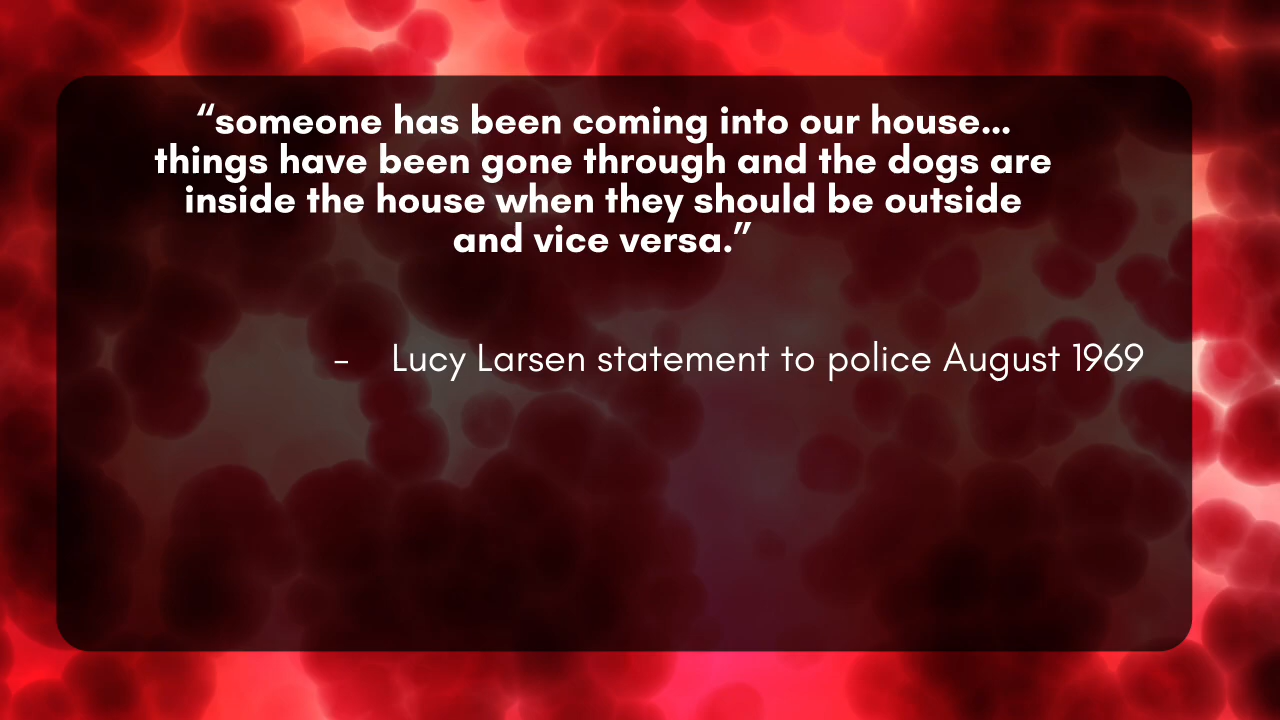 “someone has been coming into our house...
things have been gone through and the dogs are
inside the house when they should be outside
and vice versa.”
- Lucy Larsen statement to police August 1969